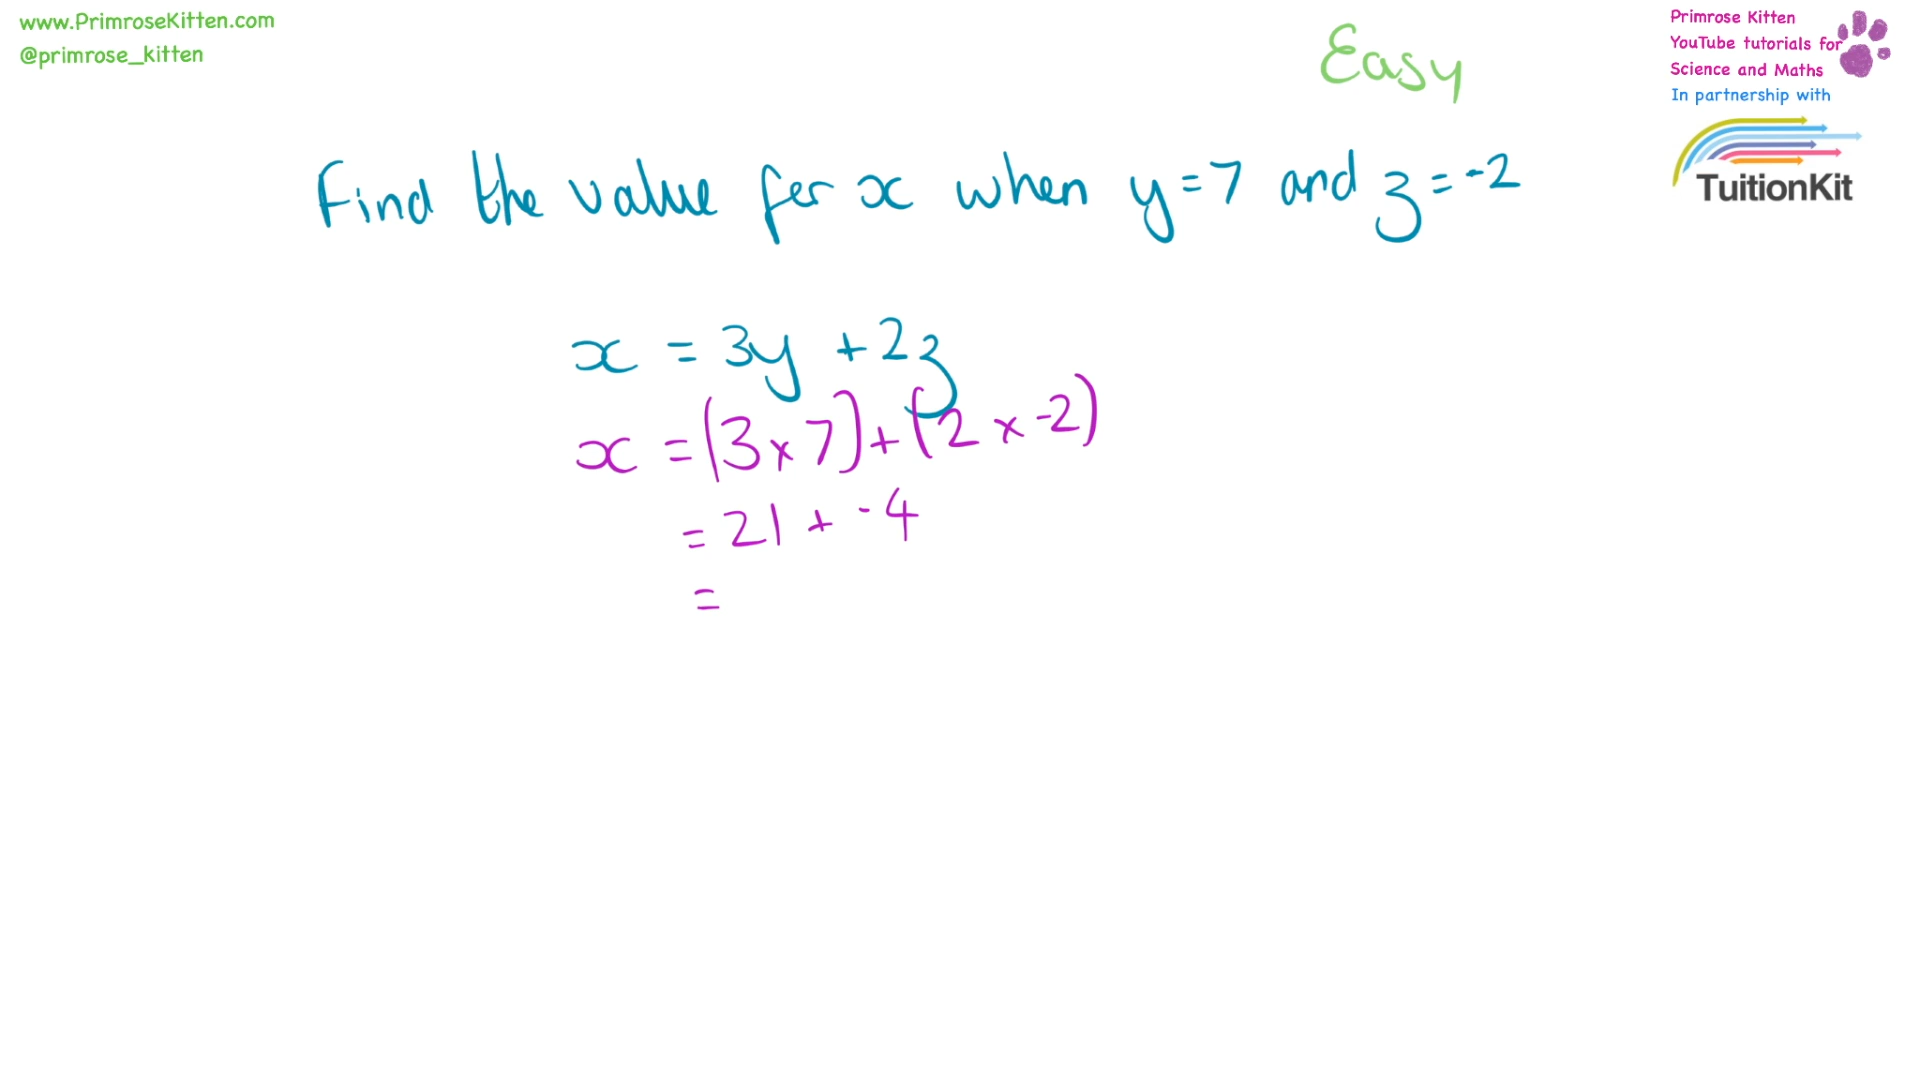 www.PrimroseKitten.com
@primrose_kitten
Easy
Primrose Kitten
YouTube tutorials for
Science and Maths
In partnership with
TuitionKit
Find the value for x when y=7 and z=-2
x = 3y + 2z
x = (3 x 7) + (2 x -2)
= 21 + -4
=